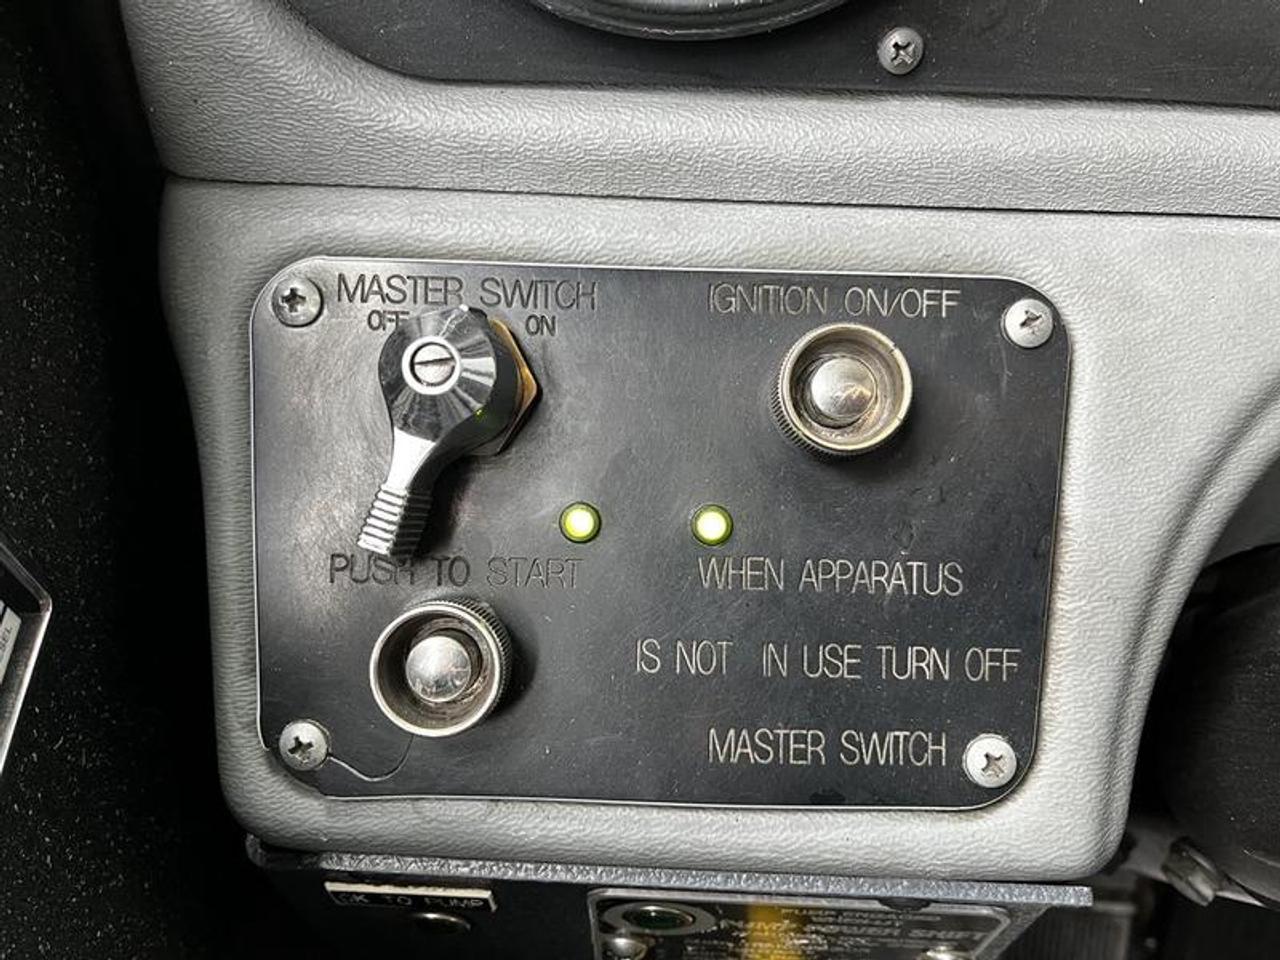 MASTER SWITCH
OFF ON
IGNITION ON/OFF
PUSH TO START
WHEN APPARATUS
IS NOT IN USE TURN OFF
MASTER SWITCH
OK TO PUMP